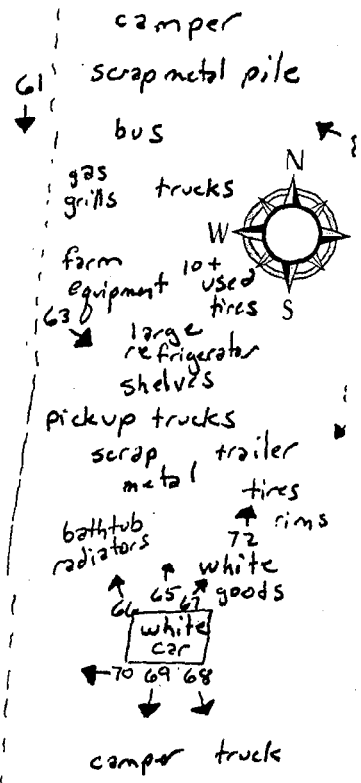 camper
61
scrap metal pile
bus
gas
grills
trucks
N
W
S
farm
equipment
10+
used
tires
63
large
refrigerator
shelves
pickup trucks
scrap
metal
trailer
tires
rims
72
bathtub
radiators
white
goods
66 65 67
white
car
70 69 68
camper truck